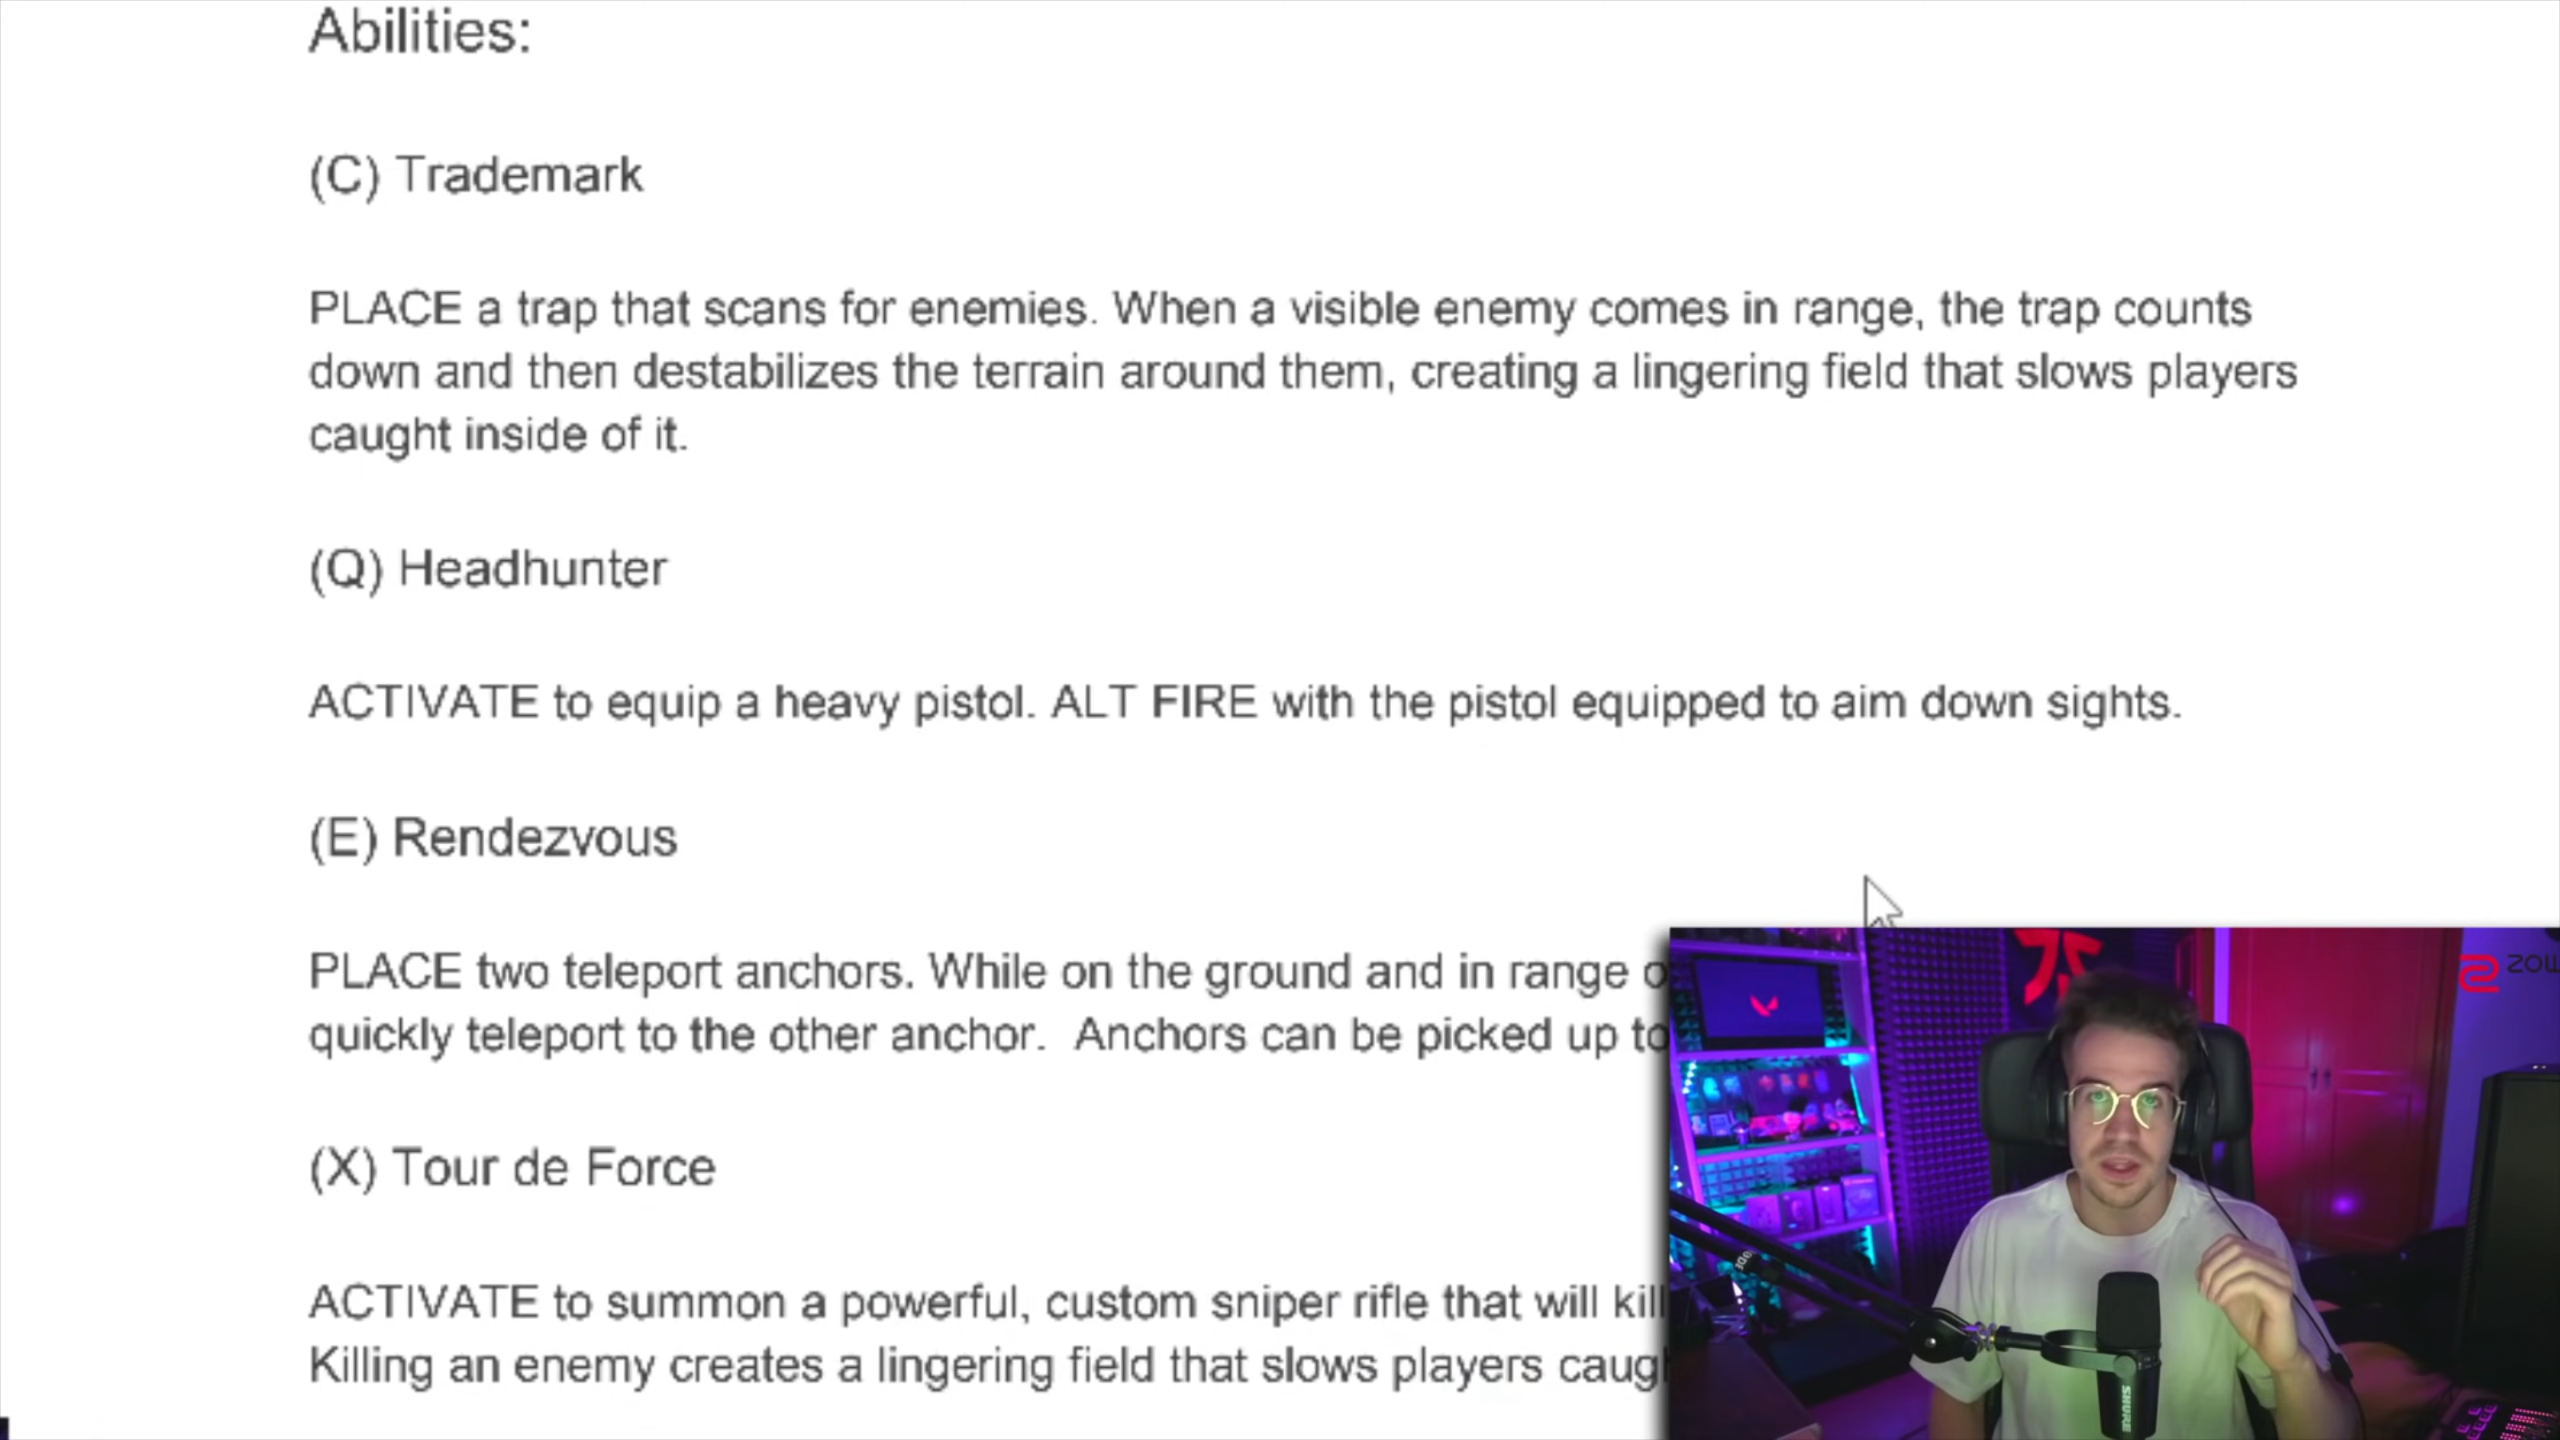 Abilities:
(C) Trademark
PLACE a trap that scans for enemies. When a visible enemy comes in range, the trap counts
down and then destabilizes the terrain around them, creating a lingering field that slows players
caught inside of it.
(Q) Headhunter
ACTIVATE to equip a heavy pistol. ALT FIRE with the pistol equipped to aim down sights.
(E) Rendezvous
PLACE two teleport anchors. While on the ground and in range
quickly teleport to the other anchor. Anchors can be picked up to
(X) Tour de Force
ACTIVATE to summon a powerful, custom sniper rifle that will kill
Killing an enemy creates a lingering field that slows players
SHURE